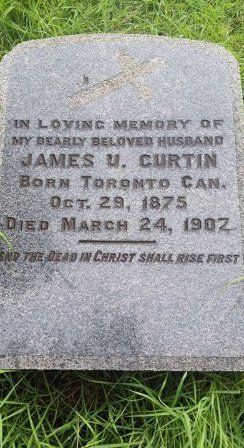 IN LOVING MEMORY OF
MY DEARLY BELOVED HUSBAND
JAMES U. CURTIN
BORN TORONTO CAN.
OCT. 29, 1875
DIED MARCH 24, 1907
AND THE DEAD IN CHRIST SHALL RISE FIRST